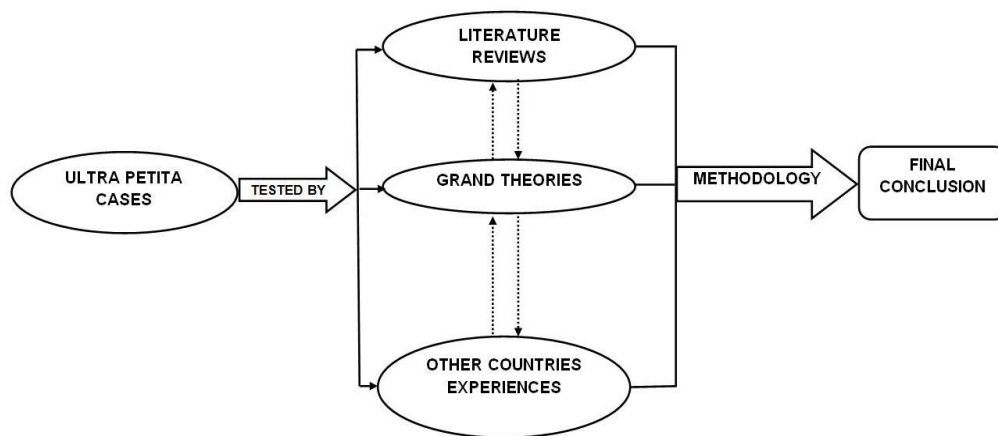 LITERATURE
REVIEWS
ULTRA PETITA
CASES
TESTED BY
GRAND THEORIES
METHODOLOGY
FINAL
CONCLUSION
OTHER COUNTRIES
EXPERIENCES